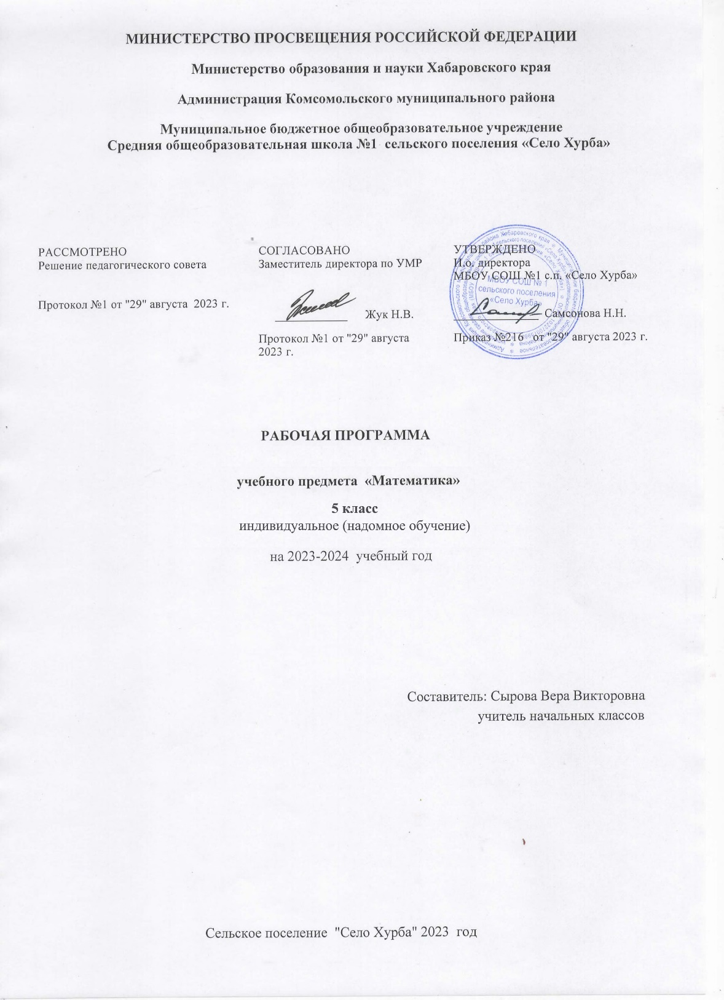 МИНИСТЕРСТВО ПРОСВЕЩЕНИЯ РОССИЙСКОЙ ФЕДЕРАЦИИ
Министерство образования и науки Хабаровского края
Администрация Комсомольского муниципального района
Муниципальное бюджетное общеобразовательное учреждение
Средняя общеобразовательная школа №1 сельского поселения «Село Хурба»
РАССМОТРЕНО
Решение педагогического совета
Протокол №1 от "29" августа 2023 г.
СОГЛАСОВАНО
Заместитель директора по УМР
Жук Н.В.
Протокол №1 от "29" августа
2023 г.
УТВЕРЖДЕНО
И.о. директора
МБОУ СОШ №1 с.п. «Село Хурба»
Самсонова Н.Н.
Приказ №216 от "29" августа 2023 г.
МБОУ СОШ № 1
сельского поселения
«Село Хурба»
РАБОЧАЯ ПРОГРАММА
учебного предмета «Математика»
5 класс
индивидуальное (надомное обучение)
на 2023-2024 учебный год
Составитель: Сырова Вера Викторовна
учитель начальных классов
Сельское поселение "Село Хурба" 2023 год